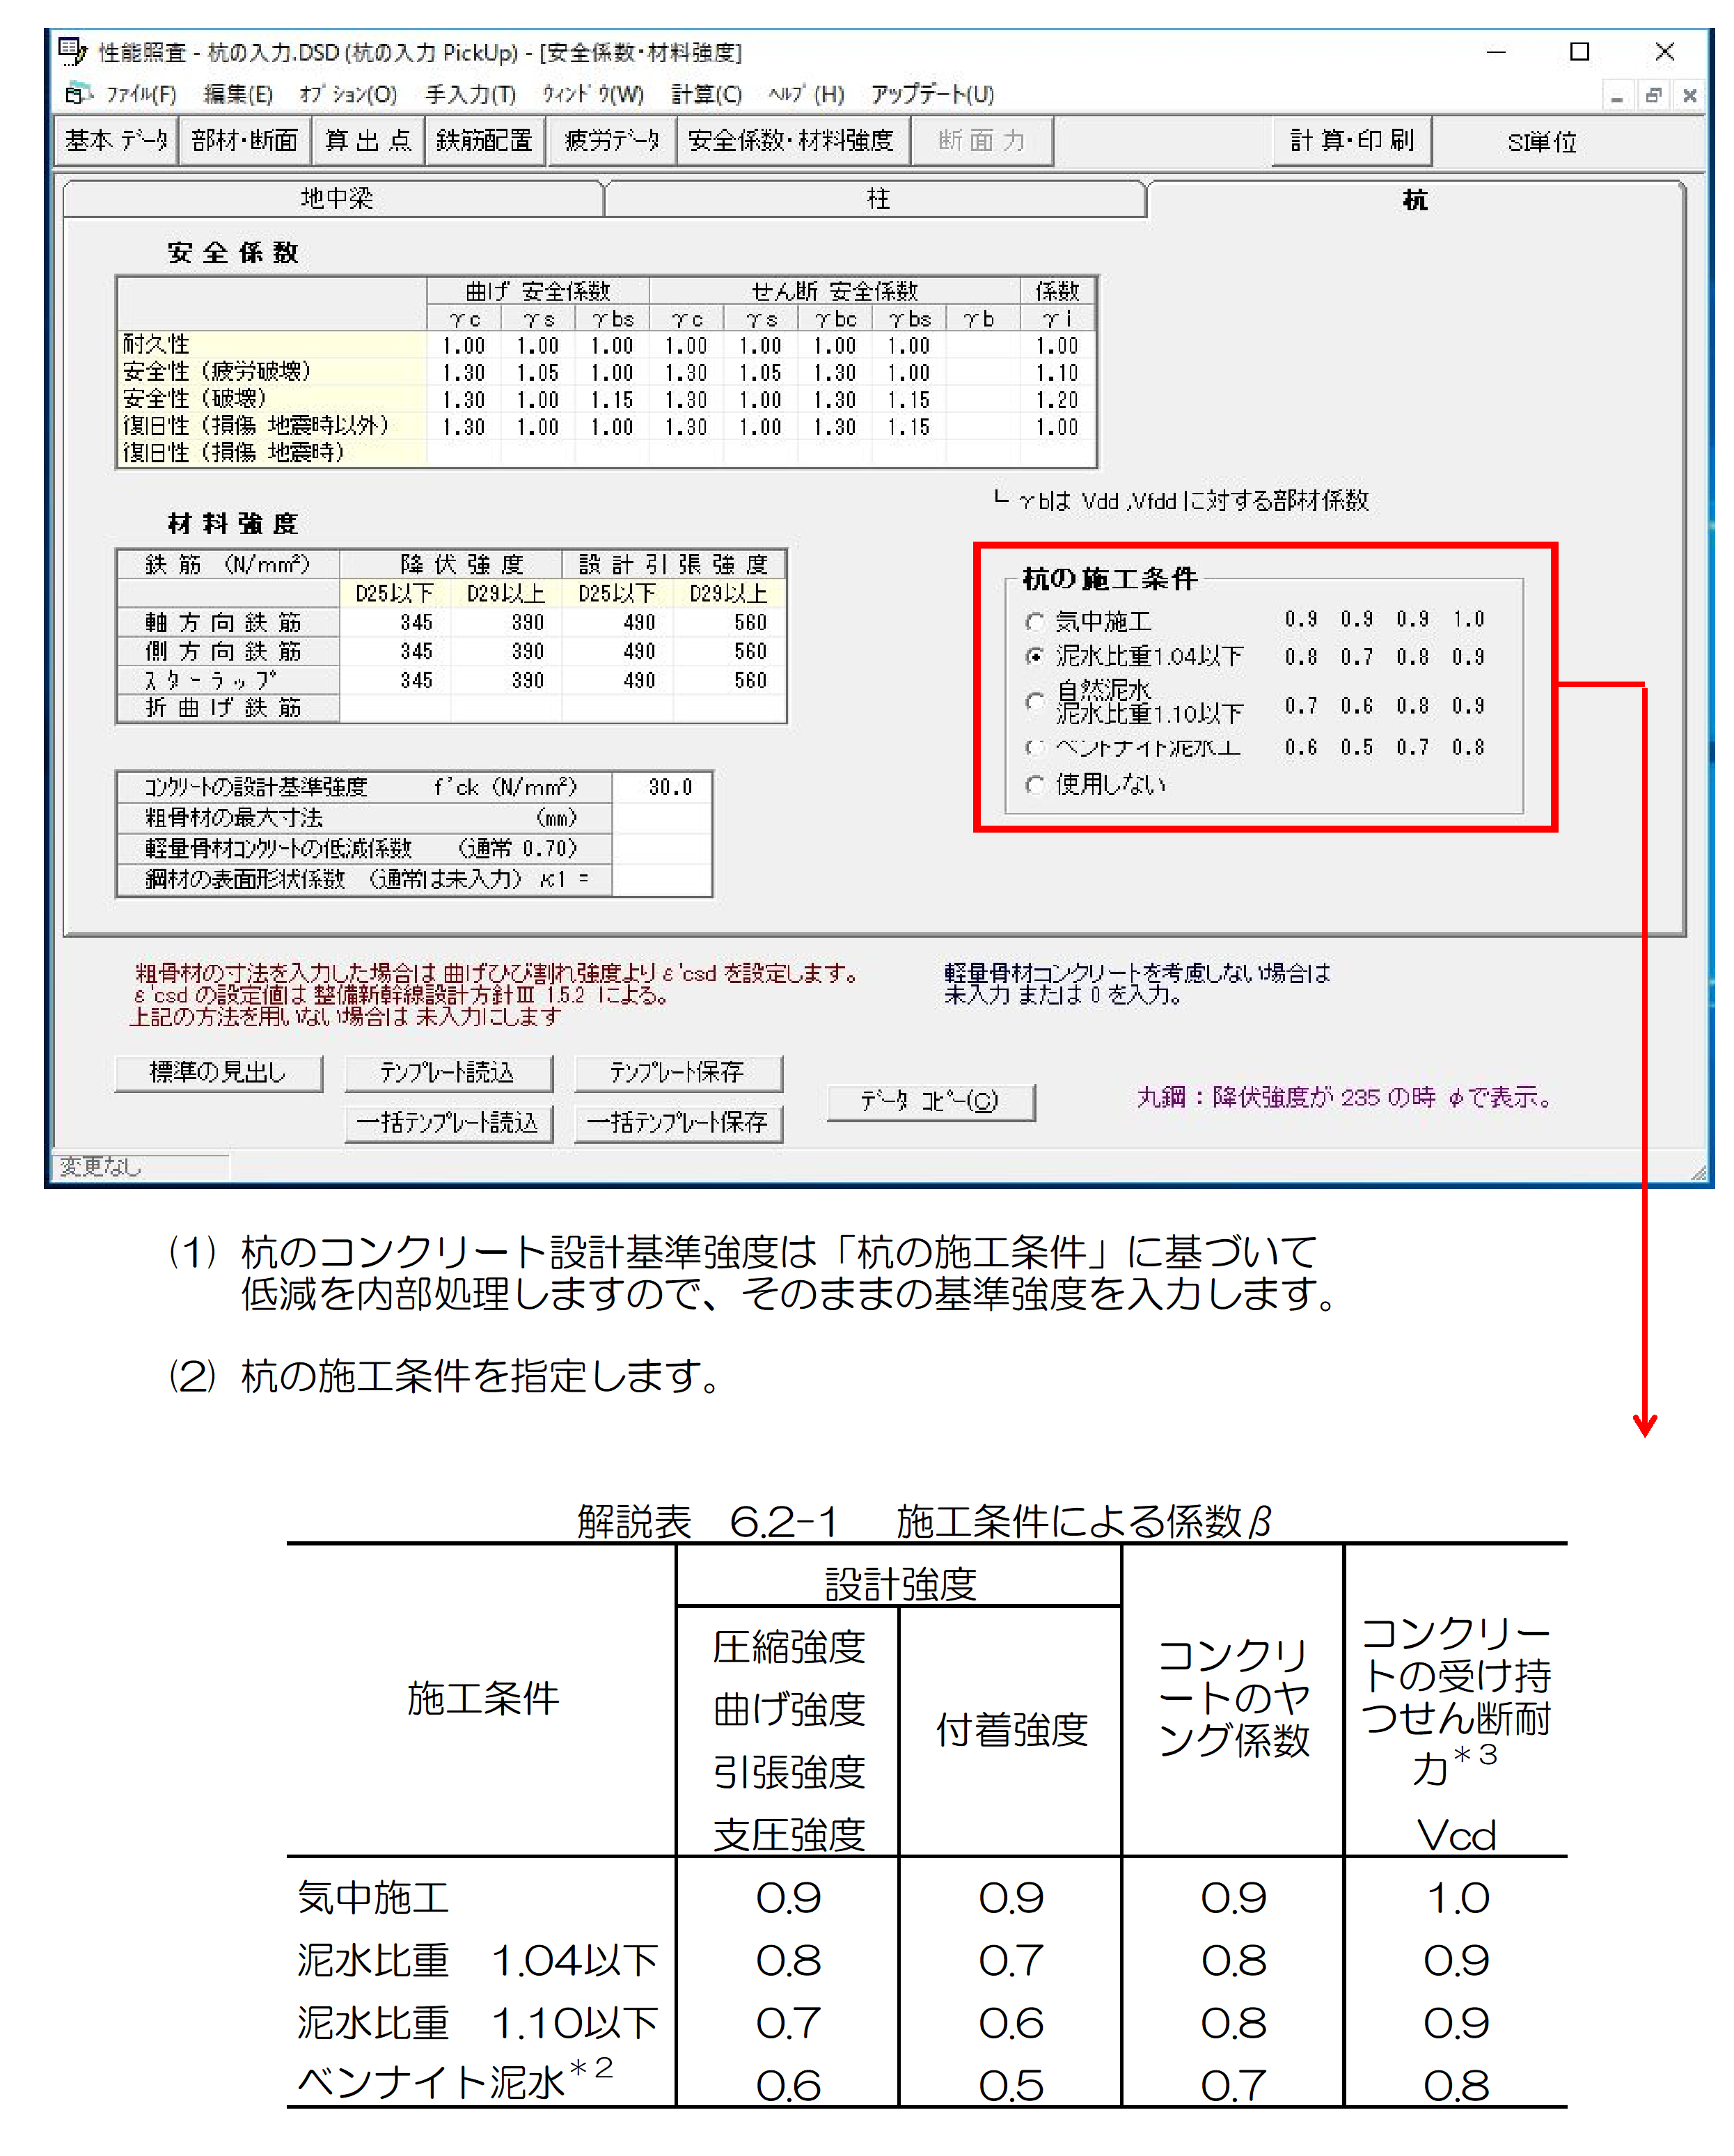 性能照査 - 杭の入力.DSD (杭の入力 PickUp) - [安全係数･材料強度]
ﾌｧｲﾙ(F) 編集(E) ｵﾌﾟｼｮﾝ(O) 手入力(T) ｳｨﾝﾄﾞｳ(W) 計算(C) ﾍﾙﾌﾟ(H) アップデート(U)
基本 ﾃﾞｰﾀ 部材･断面 算 出 点 鉄筋配置 疲労ﾃﾞｰﾀ 安全係数･材料強度 断 面 力 計 算･印 刷 SI単位
地中梁 柱 杭
安 全 係 数
曲げ 安全係数 せん断 安全係数 係数
γc γs γbs γc γs γbc γbs γb γi
耐久性 1.00 1.00 1.00 1.00 1.00 1.00 1.00 1.00
安全性（疲労破壊） 1.30 1.05 1.00 1.30 1.05 1.30 1.00 1.10
安全性（破壊） 1.30 1.00 1.15 1.30 1.00 1.30 1.15 1.20
復旧性（損傷 地震時以外） 1.30 1.00 1.00 1.30 1.00 1.30 1.15 1.00
復旧性（損傷 地震時）
┗ γbは Vdd ,Vfdd に対する部材係数
材 料 強 度
鉄 筋 （N/mm²） 降 伏 強 度 設 計 引 張 強 度
D25以下 D29以上 D25以下 D29以上
軸 方 向 鉄 筋 345 390 490 560
側 方 向 鉄 筋 345 390 490 560
ｽ ﾀ ｰ ﾗ ｯ ﾌﾟ 345 390 490 560
折 曲 げ 鉄 筋
杭の施工条件
気中施工 0.9 0.9 0.9 1.0
泥水比重1.04以下 0.8 0.7 0.8 0.9
自然泥水
泥水比重1.10以下 0.7 0.6 0.8 0.9
ベントナイト泥水工 0.6 0.5 0.7 0.8
使用しない
ｺﾝｸﾘｰﾄの設計基準強度 f'ck（N/mm²） 30.0
粗骨材の最大寸法 （mm）
軽量骨材ｺﾝｸﾘｰﾄの低減係数 （通常 0.70）
鋼材の表面形状係数 （通常は未入力） κ1 =
粗骨材の寸法を入力した場合は 曲げひび割れ強度より ε'csd を設定します。
ε'csd の設定値は 整備新幹線設計方針Ⅲ 1.5.2 による。
上記の方法を用いない場合は 未入力にします
軽量骨材コンクリートを考慮しない場合は
未入力 または 0 を入力。
標準の見出し ﾃﾝﾌﾟﾚｰﾄ読込 ﾃﾝﾌﾟﾚｰﾄ保存
一括ﾃﾝﾌﾟﾚｰﾄ読込 一括ﾃﾝﾌﾟﾚｰﾄ保存
ﾃﾞｰﾀ ｺﾋﾟｰ(C)
丸鋼：降伏強度が 235 の時 φで表示。
変更なし
(1) 杭のコンクリート設計基準強度は「杭の施工条件」に基づいて
低減を内部処理しますので、そのままの基準強度を入力します。
(2) 杭の施工条件を指定します。
解説表 6.2-1 施工条件による係数β
施工条件
設計強度
圧縮強度
曲げ強度
引張強度
支圧強度
付着強度
コンクリ
ートのヤ
ング係数
コンクリー
トの受け持
つせん断耐
力＊３
Vcd
気中施工 0.9 0.9 0.9 1.0
泥水比重 1.04以下 0.8 0.7 0.8 0.9
泥水比重 1.10以下 0.7 0.6 0.8 0.9
ベンナイト泥水＊２ 0.6 0.5 0.7 0.8